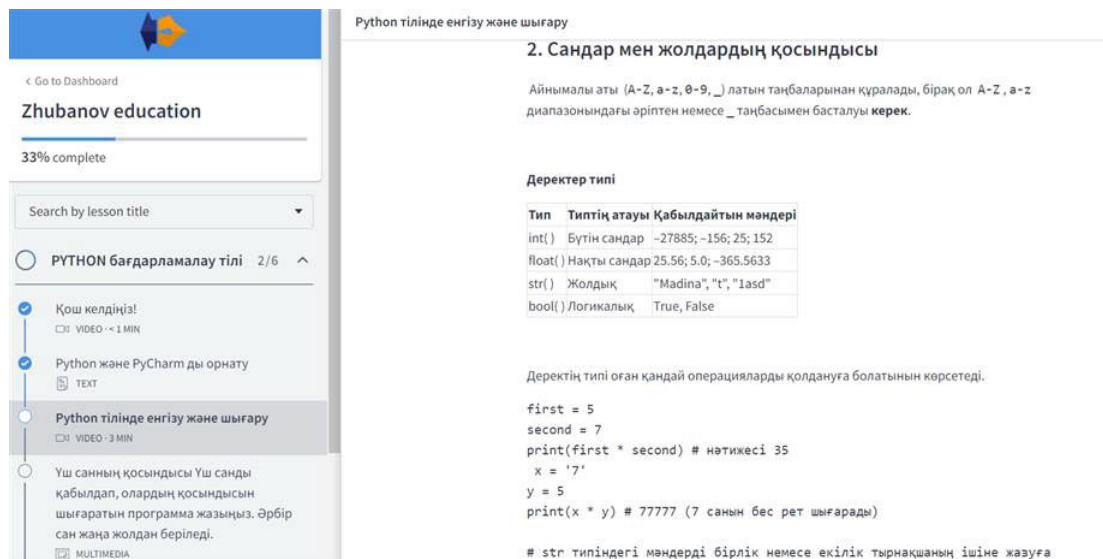 < Go to Dashboard
Zhubanov education
33% complete
Search by lesson title
PYTHON бағдарламалау тілі 2/6
Қош келдіңіз!
VIDEO · < 1 MIN
Python және PyCharm ды орнату
TEXT
Python тілінде енгізу және шығару
VIDEO · 3 MIN
Үш санның қосындысы Үш санды
қабылдап, олардың қосындысын
шығаратын программа жазыңыз. Әрбір
сан жаңа жолдан беріледі.
MULTIMEDIA
Python тілінде енгізу және шығару
2. Сандар мен жолдардың қосындысы
Айнымалы аты (A-Z, a-z, 0-9, _) латын таңбаларынан құралады, бірақ ол A-Z , a-z
диапазонындағы әріптен немесе _ таңбасымен басталуы керек.
Деректер типі
Тип Типтің атауы Қабылдайтын мәндері
int( ) Бүтін сандар –27885; –156; 25; 152
float( ) Нақты сандар 25.56; 5.0; –365.5633
str( ) Жолдық "Madina", "t", "1asd"
bool( ) Логикалық True, False
Деректің типі оған қандай операцияларды қолдануға болатынын көрсетеді.
first = 5
second = 7
print(first * second) # нәтижесі 35
x = '7'
y = 5
print(x * y) # 77777 (7 санын бес рет шығарады)
# str типіндегі мәндерді бірлік немесе екілік тырнақшаның ішіне жазуға